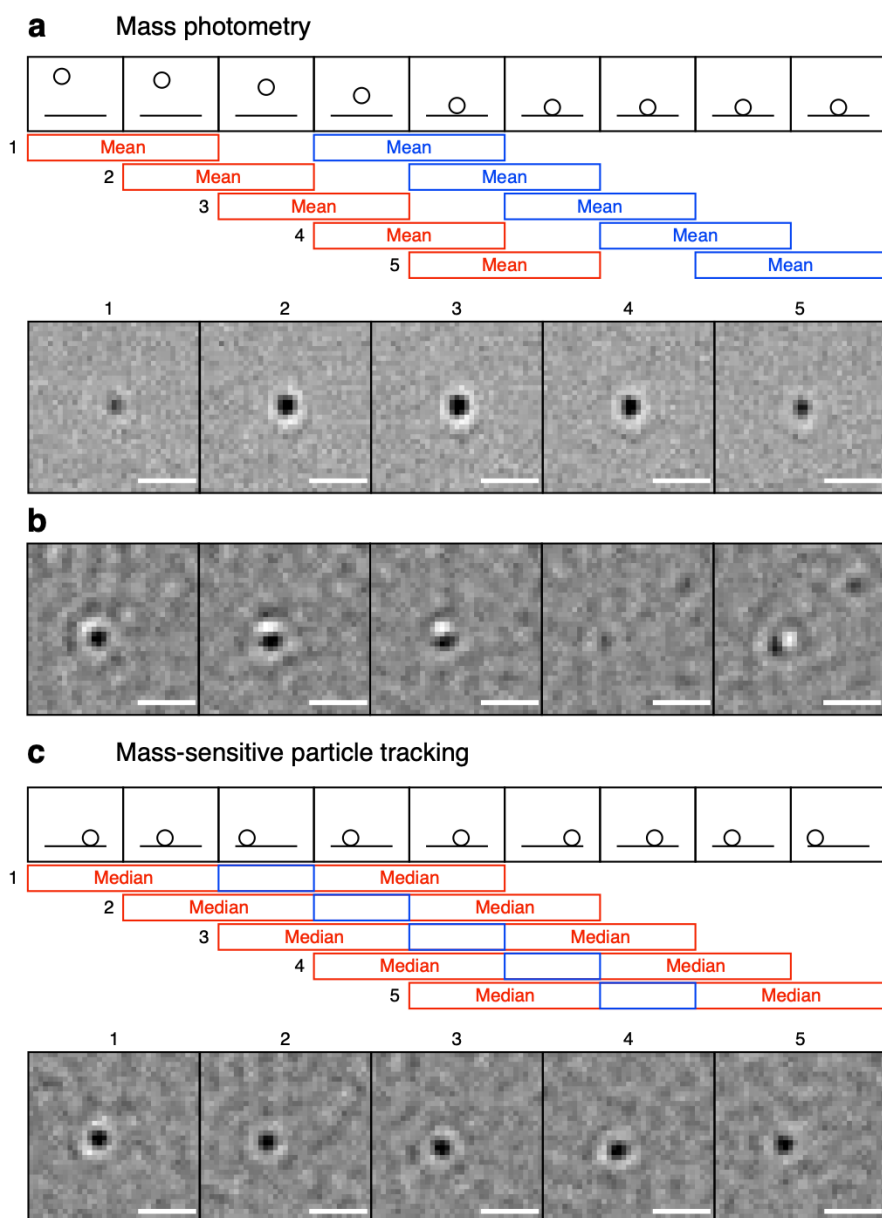 a Mass photometry
1 Mean Mean
2 Mean Mean
3 Mean Mean
4 Mean Mean
5 Mean Mean
1 2 3 4 5
b
c Mass-sensitive particle tracking
1 Median Median
2 Median Median
3 Median Median
4 Median Median
5 Median Median
1 2 3 4 5